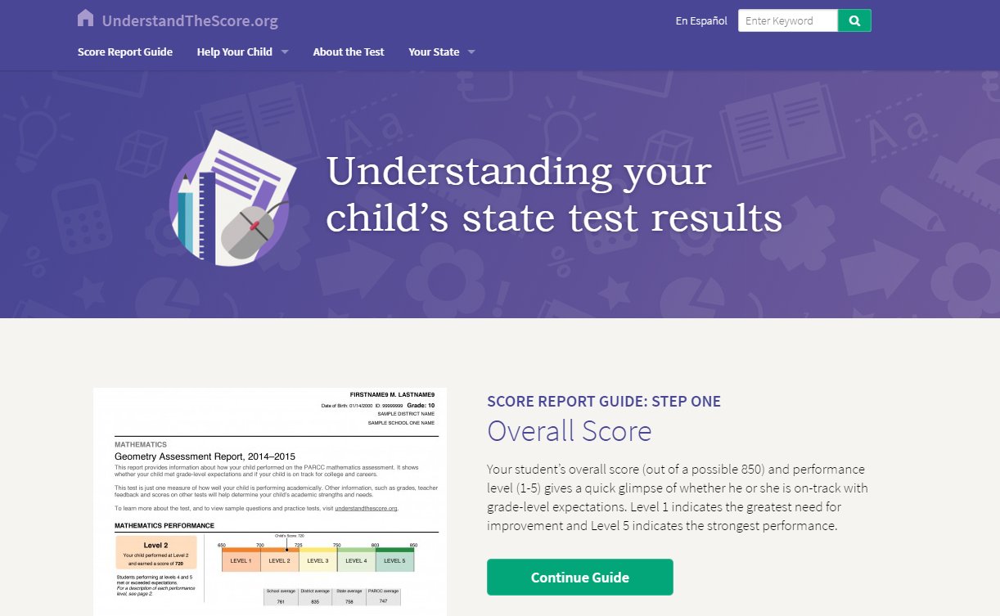 UnderstandTheScore.org
En Español
Enter Keyword
Score Report Guide
Help Your Child
About the Test
Your State
Aa
Aa
%
%
!
Understanding your
child's state test results
FIRSTNAME9 M. LASTNAME9
Date of Birth: 01/14/2000 ID: 99999999 Grade: 10
SAMPLE DISTRICT NAME
SAMPLE SCHOOL ONE NAME
MATHEMATICS
Geometry Assessment Report, 2014–2015
This report provides information about how your child performed on the PARCC mathematics assessment. It shows
whether your child met grade-level expectations and if your child is on track for college and careers.
This test is just one measure of how well your child is performing academically. Other information, such as grades, teacher
feedback and scores on other tests will help determine your child's academic strengths and needs.
To learn more about the test, and to view sample questions and practice tests, visit understandthescore.org.
MATHEMATICS PERFORMANCE
Level 2
Your child performed at Level 2
and earned a score of 720
Students performing at levels 4 and 5
met or exceeded expectations.
For a description of each performance
level, see page 2.
Child's Score: 720
650 700 725 750 803 850
LEVEL 1 LEVEL 2 LEVEL 3 LEVEL 4 LEVEL 5
School average District average State average PARCC average
761 835 758 747
SCORE REPORT GUIDE: STEP ONE
Overall Score
Your student's overall score (out of a possible 850) and performance
level (1-5) gives a quick glimpse of whether he or she is on-track with
grade-level expectations. Level 1 indicates the greatest need for
improvement and Level 5 indicates the strongest performance.
Continue Guide